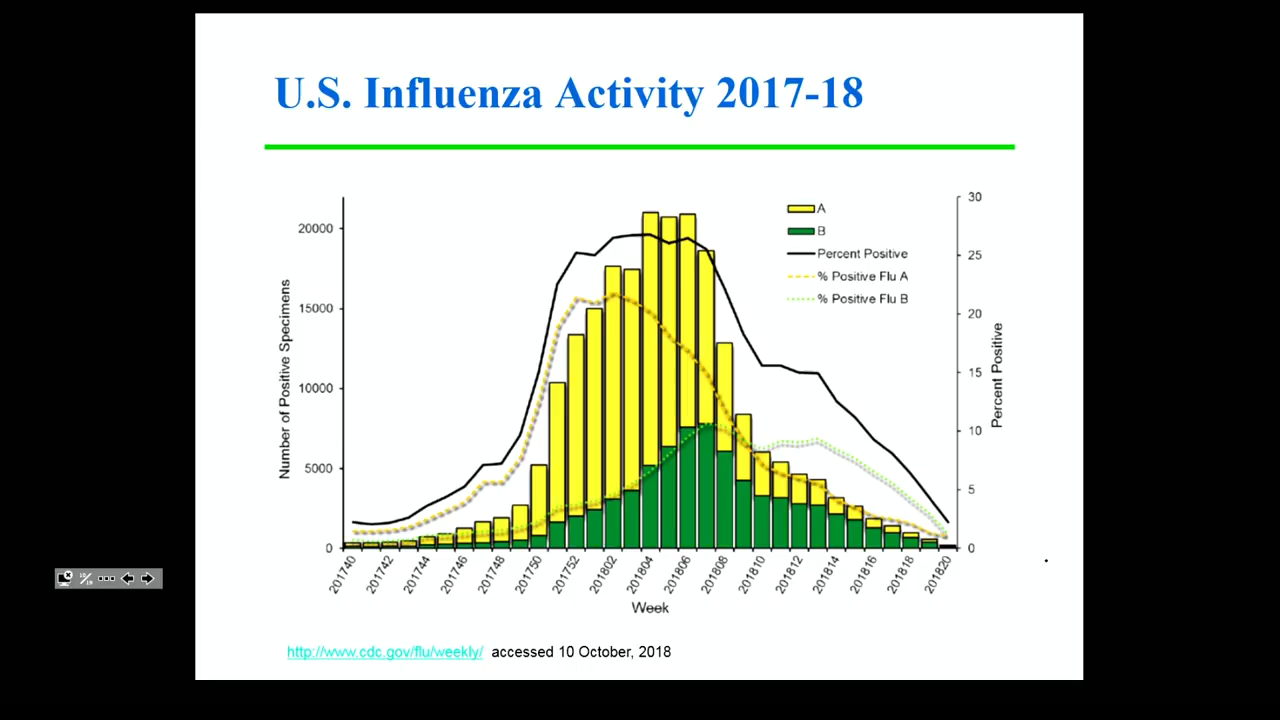 U.S. Influenza Activity 2017-18
A
B
Percent Positive
% Positive Flu A
% Positive Flu B
Number of Positive Specimens
20000
15000
10000
5000
0
30
25
20
15
10
5
0
Percent Positive
201740
201742
201744
201746
201748
201750
201752
201802
201804
201806
201808
201810
201812
201814
201816
201818
201820
Week
http://www.cdc.gov/flu/weekly/ accessed 10 October, 2018